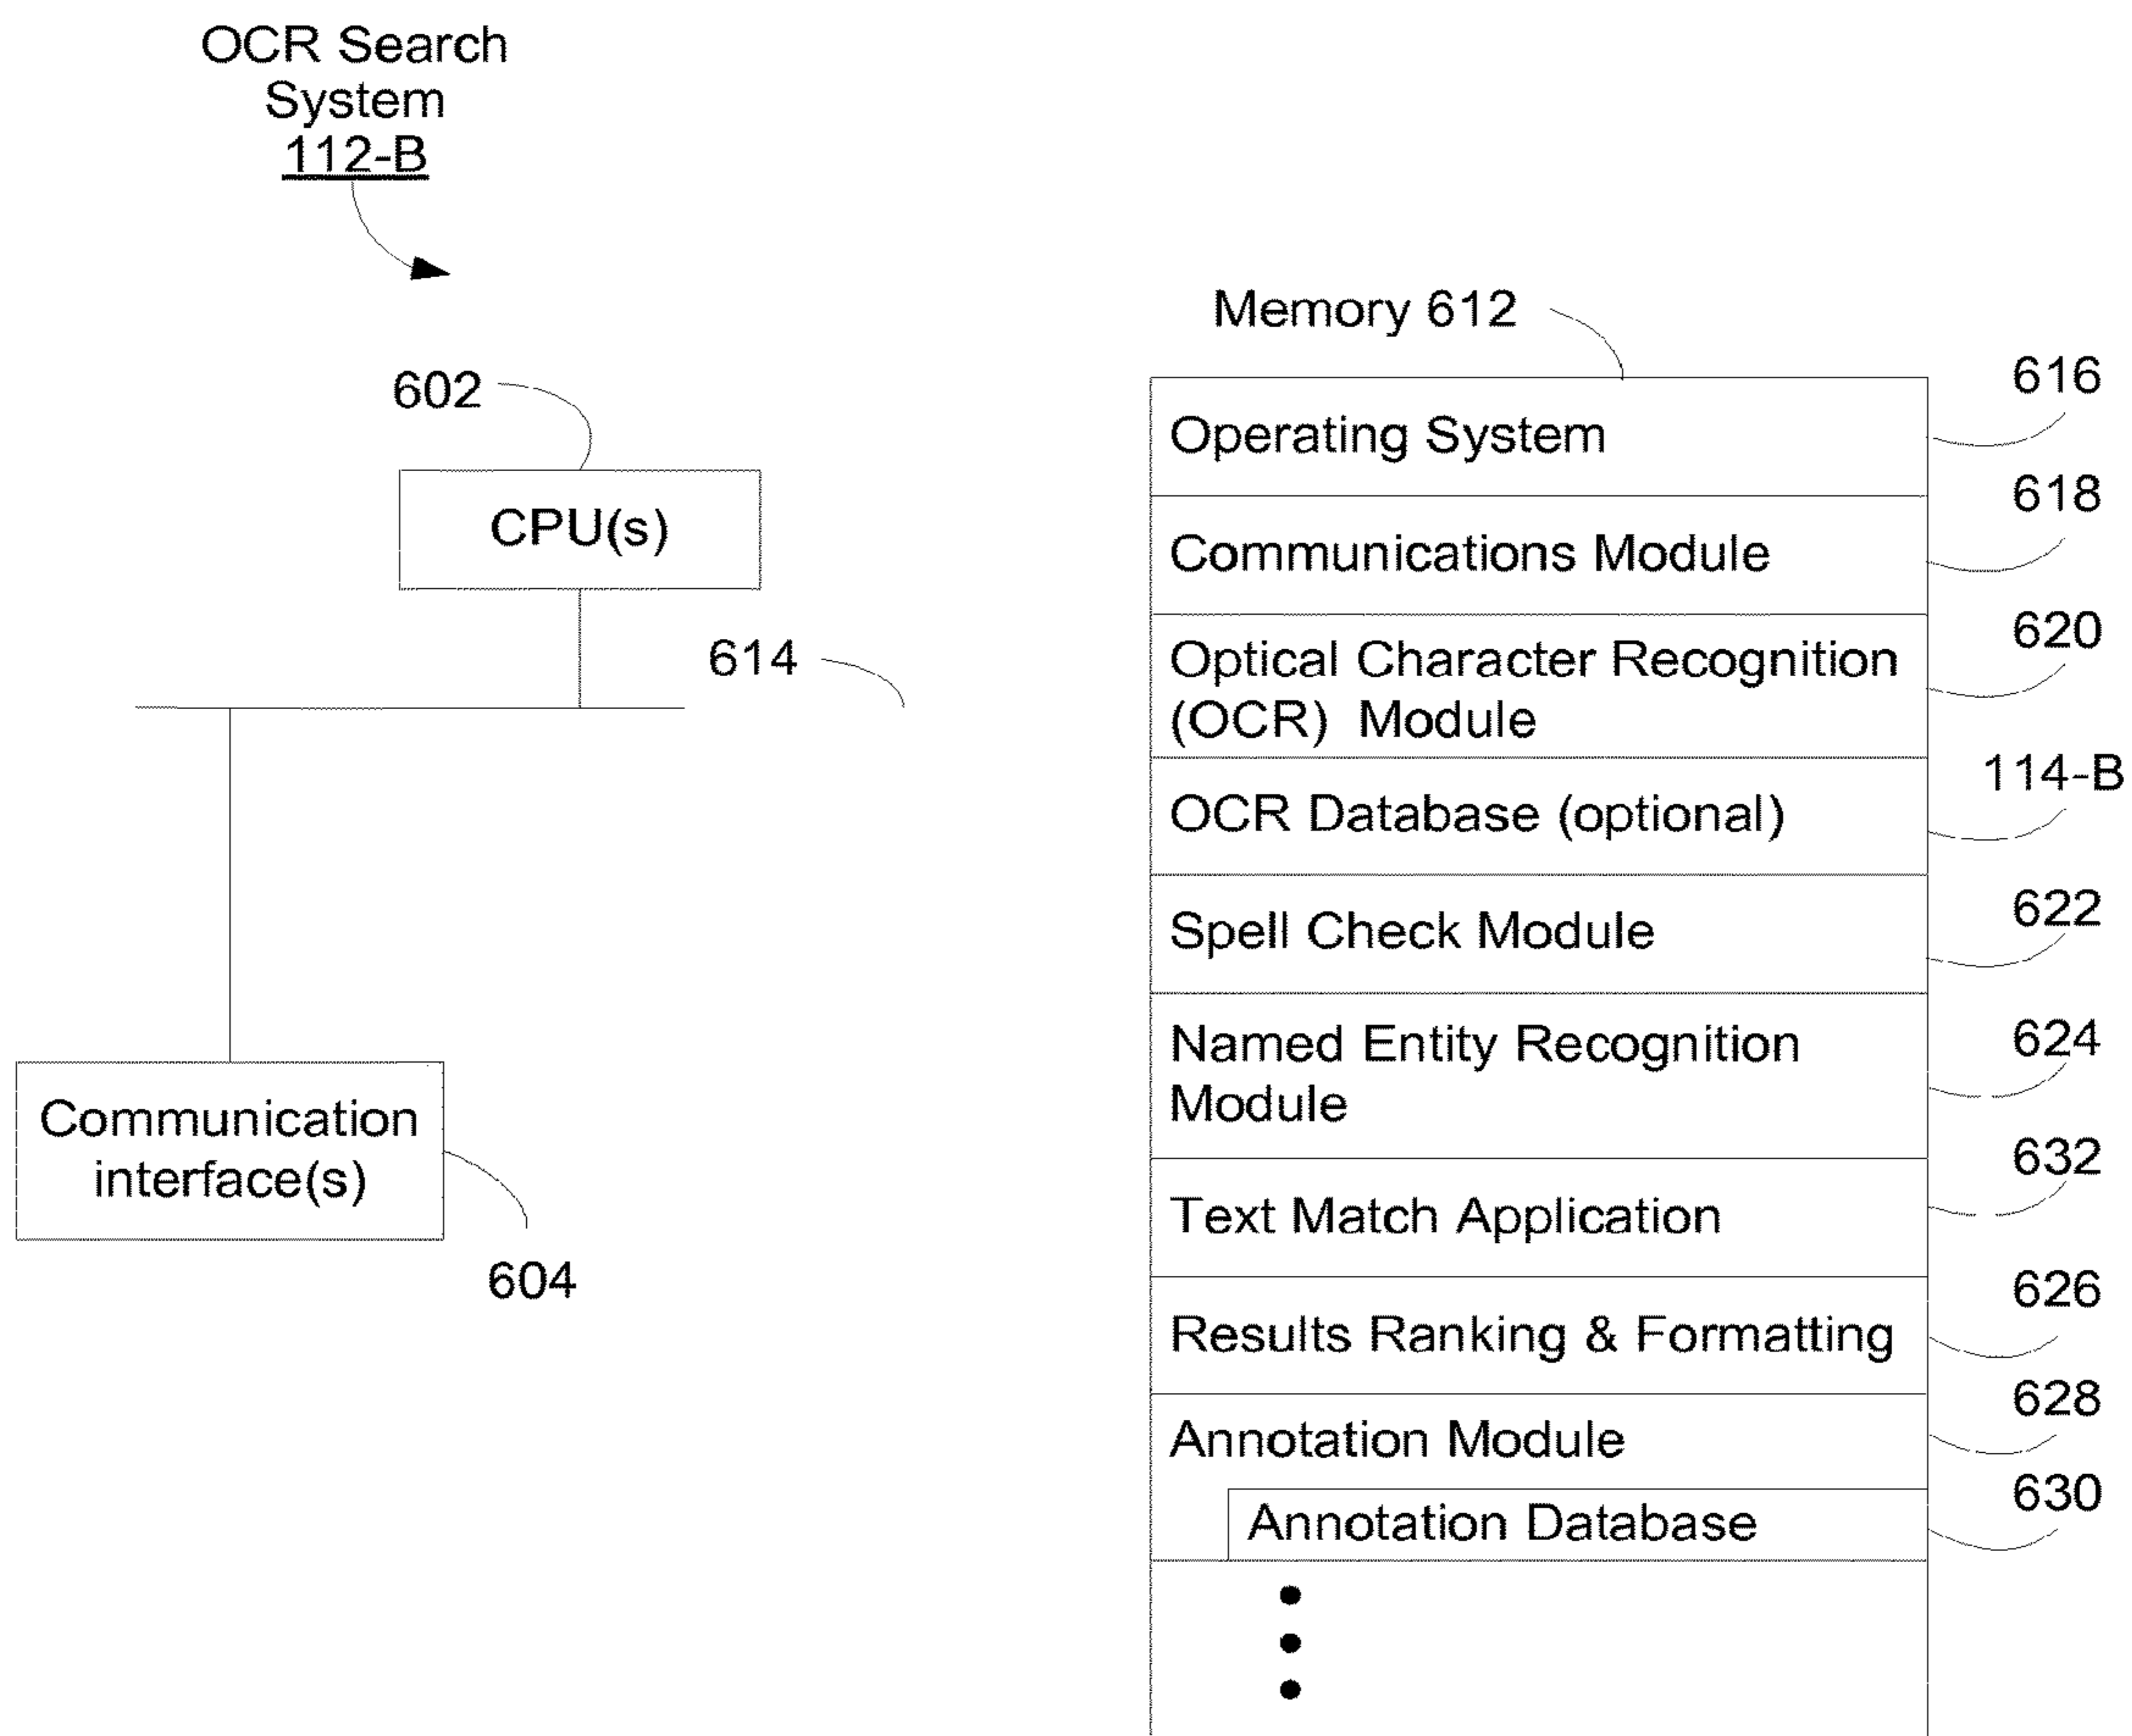 OCR Search
System
112-B
Memory 612
602
616
Operating System
618
CPU(s)
Communications Module
614
620
Optical Character Recognition
(OCR) Module
114-B
OCR Database (optional)
622
Spell Check Module
624
Named Entity Recognition
Module
Communication
interface(s)
604
632
Text Match Application
626
Results Ranking & Formatting
628
Annotation Module
630
Annotation Database